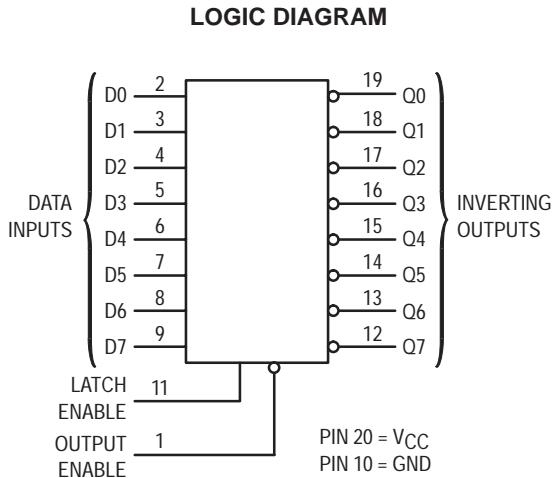 LOGIC DIAGRAM
D0 2 19 Q0
D1 3 18 Q1
D2 4 17 Q2
D3 5 16 Q3
D4 6 15 Q4
D5 7 14 Q5
D6 8 13 Q6
D7 9 12 Q7
DATA
INPUTS
INVERTING
OUTPUTS
LATCH
ENABLE
11
OUTPUT
ENABLE
1
PIN 20 = VCC
PIN 10 = GND